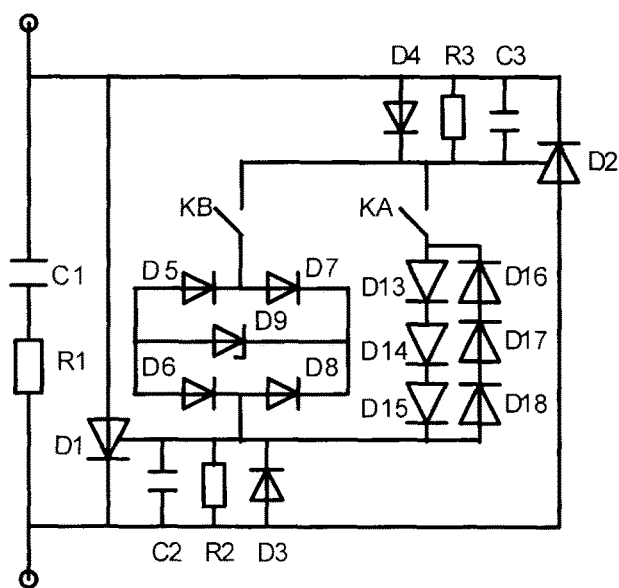 D4 R3 C3
D2
KB KA
C1
D5 D7
D13 D16
D9
R1
D6 D8
D14 D17
D15 D18
D1
C2 R2 D3